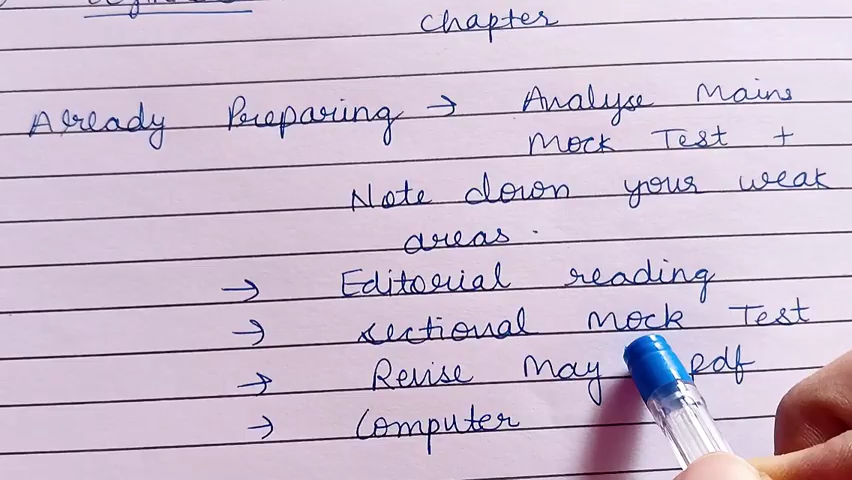 chapter
Already Preparing → Analyse Mains
Mock Test +
Note down your weak
areas.
→ Editorial reading
→ Sectional Mock Test
→ Revise May pdf
→ Computer